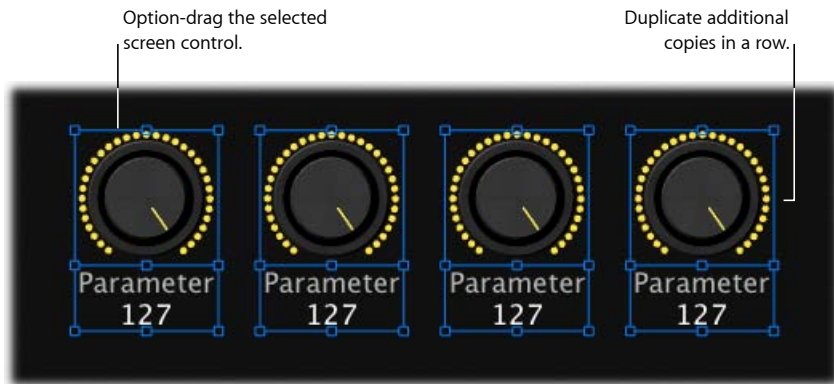 Option-drag the selected
screen control.
Duplicate additional
copies in a row.
Parameter
127
Parameter
127
Parameter
127
Parameter
127